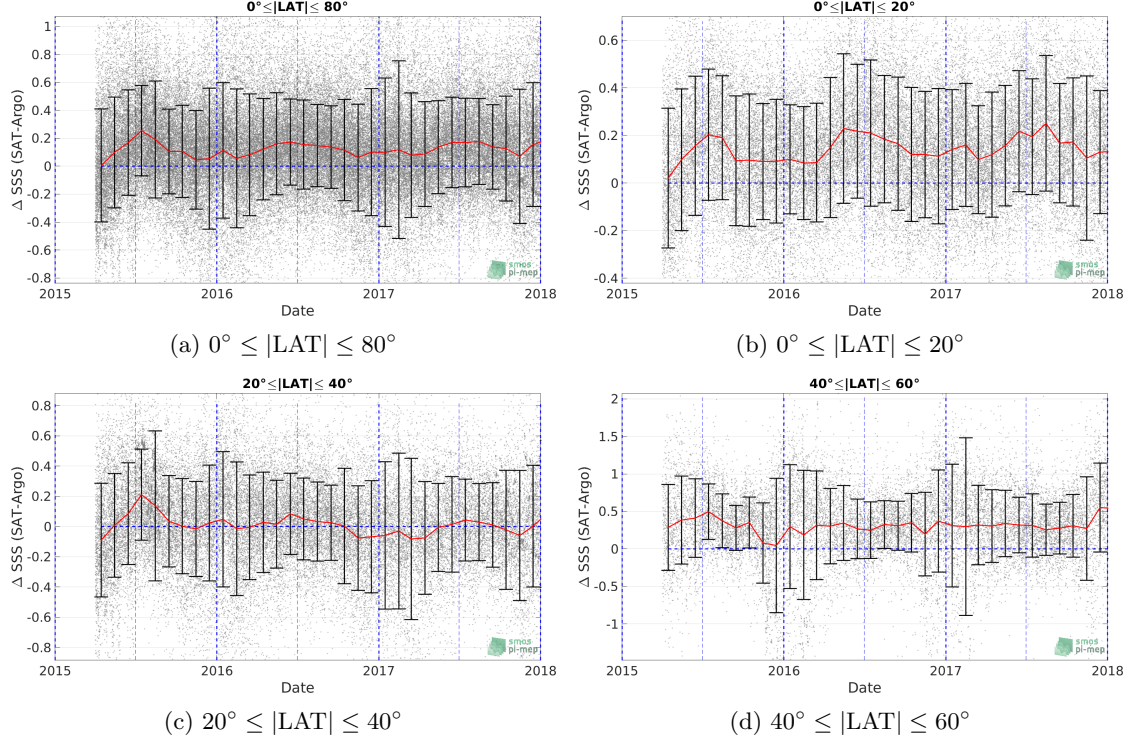 0°≤|LAT|≤ 80°
Δ SSS (SAT-Argo)
1
0.8
0.6
0.4
0.2
0
-0.2
-0.4
-0.6
-0.8
2015 2016 2017 2018
Date
smos
pi-mep
(a) 0° ≤ |LAT| ≤ 80°
0°≤|LAT|≤ 20°
Δ SSS (SAT-Argo)
0.6
0.4
0.2
0
-0.2
-0.4
2015 2016 2017 2018
Date
smos
pi-mep
(b) 0° ≤ |LAT| ≤ 20°
20°≤|LAT|≤ 40°
Δ SSS (SAT-Argo)
0.8
0.6
0.4
0.2
0
-0.2
-0.4
-0.6
-0.8
2015 2016 2017 2018
Date
smos
pi-mep
(c) 20° ≤ |LAT| ≤ 40°
40°≤|LAT|≤ 60°
Δ SSS (SAT-Argo)
2
1.5
1
0.5
0
-0.5
-1
2015 2016 2017 2018
Date
smos
pi-mep
(d) 40° ≤ |LAT| ≤ 60°